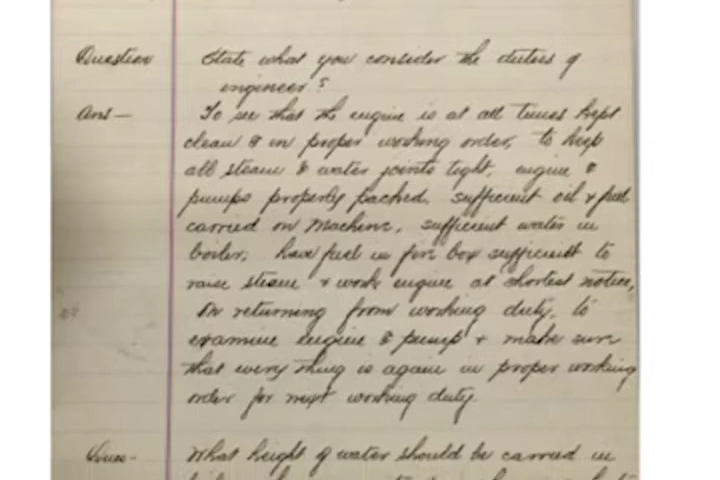 Question State what you consider the duties of
engineer?
Ans — To see that the engine is at all times kept
clean & in proper working order, to keep
all steam & water joints tight, engine &
pumps properly packed, sufficient oil & fuel
carried on Machine, sufficient water in
boiler, have fuel in fire box sufficient to
raise steam & work engine at shortest notice,
On returning from working duty, to
examine engine & pump & make sure
that every thing is again in proper working
order for next working duty.
Ques - What height of water should be carried in